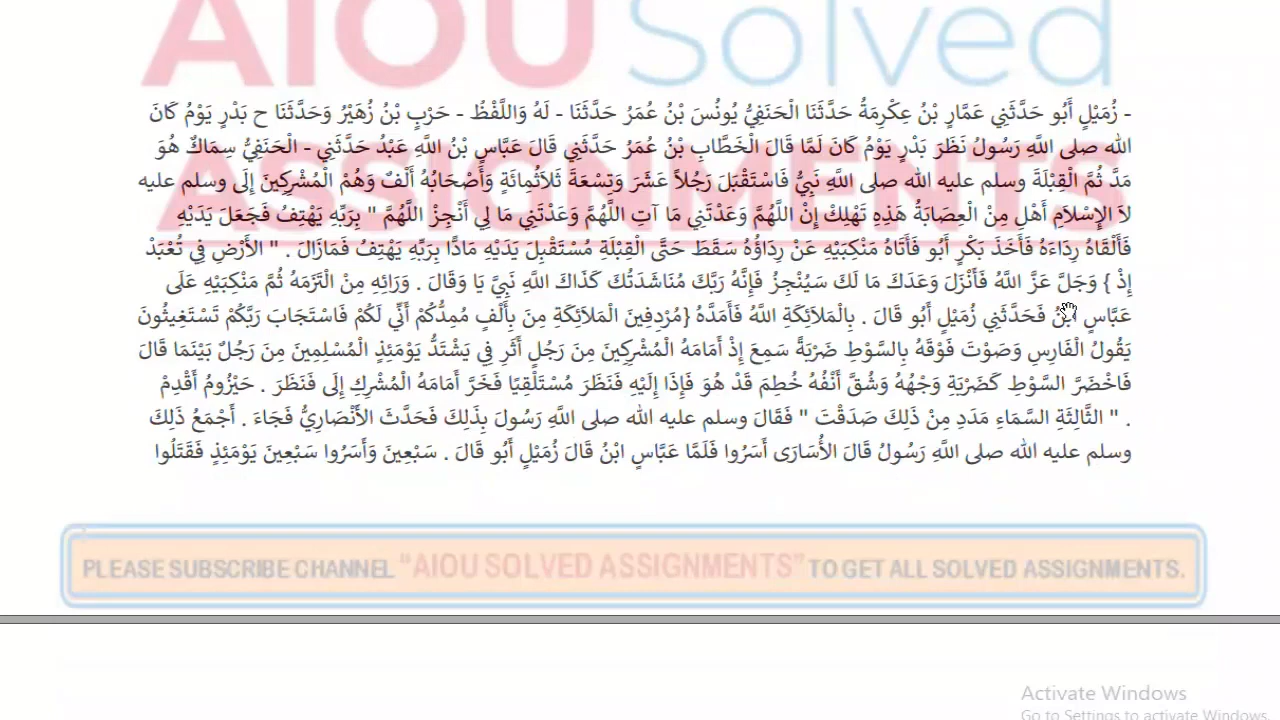 AIOU Solved
- زُمَيْلٍ أَبُو حَدَّثَنِي عَمَّارٍ بْنُ عِكْرِمَةُ حَدَّثَنَا الْحَنَفِيُّ يُونُسَ بْنُ عُمَرُ حَدَّثَنَا - لَهُ وَاللَّفْظُ - حَرْبٍ بْنُ زُهَيْرُ وَحَدَّثَنَا ح بَدْرٍ يَوْمُ كَانَ
الله صلى اللَّهِ رَسُولُ نَظَرَ بَدْرٍ يَوْمُ كَانَ لَمَّا قَالَ الْخَطَّابِ بْنُ عُمَرُ حَدَّثَنِي قَالَ عَبَّاسٍ بْنُ اللَّهِ عَبْدُ حَدَّثَنِي - الْحَنَفِيُّ سِمَاكٌ هُوَ
ASSIGNMENTS
مَدَّ ثُمَّ الْقِبْلَةَ وسلم عليه الله صلى اللَّهِ نَبِيُّ فَاسْتَقْبَلَ رَجُلاً عَشَرَ وَتِسْعَةَ ثَلاَثُمِائَةٍ وَأَصْحَابُهُ أَلْفٌ وَهُمْ الْمُشْرِكِينَ إِلَى وسلم عليه
لاَ الإِسْلاَمِ أَهْلِ مِنْ الْعِصَابَةُ هَذِهِ تَهْلِكَ إِنْ اللَّهُمَّ وَعَدْتَنِي مَا آتِ اللَّهُمَّ وَعَدْتَنِي مَا لِي أَنْجِزْ اللَّهُمَّ " بِرَبِّهِ يَهْتِفُ فَجَعَلَ يَدَيْهِ
فَأَلْقَاهُ رِدَاءَهُ فَأَخَذَ بَكْرٍ أَبُو فَأَتَاهُ مَنْكِبَيْهِ عَنْ رِدَاؤُهُ سَقَطَ حَتَّى الْقِبْلَةِ مُسْتَقْبِلَ يَدَيْهِ مَادًّا بِرَبِّهِ يَهْتِفُ فَمَازَالَ . " الأَرْضِ فِي تُعْبَدْ
إِذْ } وَجَلَّ عَزَّ اللَّهُ فَأَنْزَلَ وَعَدَكَ مَا لَكَ سَيُنْجِزُ فَإِنَّهُ رَبَّكَ مُنَاشَدَتُكَ كَذَاكَ اللَّهِ نَبِيَّ يَا وَقَالَ . وَرَائِهِ مِنْ الْتَزَمَهُ ثُمَّ مَنْكِبَيْهِ عَلَى
عَبَّاسٍ ابْنُ فَحَدَّثَنِي زُمَيْلٍ أَبُو قَالَ . بِالْمَلاَئِكَةِ اللَّهُ فَأَمَدَّهُ {مُرْدِفِينَ الْمَلاَئِكَةِ مِنَ بِأَلْفٍ مُمِدُّكُمْ أَنِّي لَكُمْ فَاسْتَجَابَ رَبَّكُمْ تَسْتَغِيثُونَ
يَقُولُ الْفَارِسِ وَصَوْتَ فَوْقَهُ بِالسَّوْطِ ضَرْبَةً سَمِعَ إِذْ أَمَامَهُ الْمُشْرِكِينَ مِنَ رَجُلٍ أَثَرِ فِي يَشْتَدُّ يَوْمَئِذٍ الْمُسْلِمِينَ مِنَ رَجُلٌ بَيْنَمَا قَالَ
فَاخْضَرَّ السَّوْطِ كَضَرْبَةِ وَجْهُهُ وَشُقَّ أَنْفُهُ خُطِمَ قَدْ هُوَ فَإِذَا إِلَيْهِ فَنَظَرَ مُسْتَلْقِيًا فَخَرَّ أَمَامَهُ الْمُشْرِكِ إِلَى فَنَظَرَ . حَيْزُومُ أَقْدِمْ
. " الثَّالِثَةِ السَّمَاءِ مَدَدِ مِنْ ذَلِكَ صَدَقْتَ " فَقَالَ وسلم عليه الله صلى اللَّهِ رَسُولَ بِذَلِكَ فَحَدَّثَ الأَنْصَارِيُّ فَجَاءَ . أَجْمَعُ ذَلِكَ
وسلم عليه الله صلى اللَّهِ رَسُولُ قَالَ الأُسَارَى أَسَرُوا فَلَمَّا عَبَّاسٍ ابْنُ قَالَ زُمَيْلٍ أَبُو قَالَ . سَبْعِينَ وَأَسَرُوا سَبْعِينَ يَوْمَئِذٍ فَقَتَلُوا
PLEASE SUBSCRIBE CHANNEL "AIOU SOLVED ASSIGNMENTS" TO GET ALL SOLVED ASSIGNMENTS.
Activate Windows
Go to Settings to activate Windows.